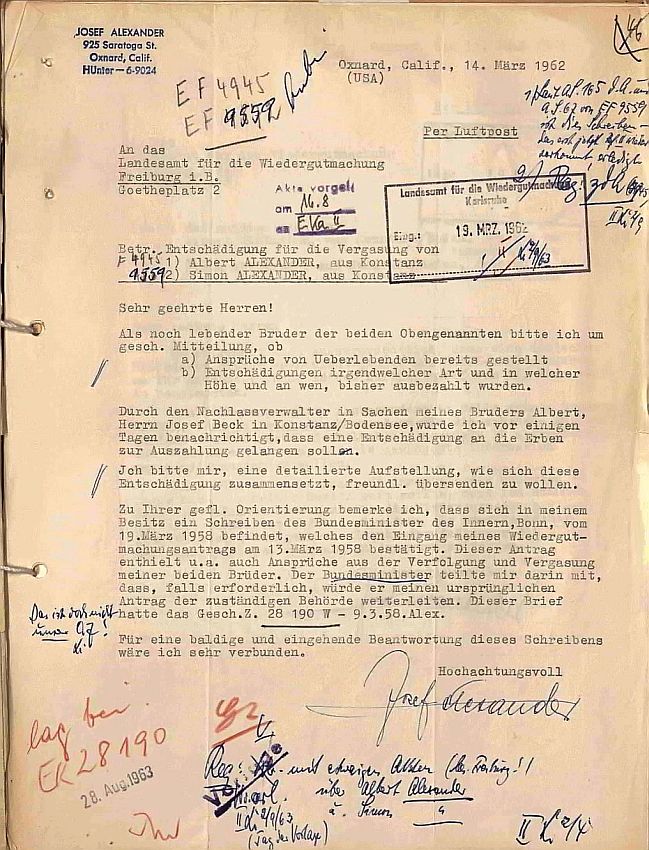 JOSEF ALEXANDER
925 Saratoga St.
Oxnard, Calif.
HUnter—6-9024
46
Oxnard, Calif., 14. März 1962
(USA)
EF 4945
EF 9559
Per Luftpost
An das
Landesamt für die Wiedergutmachung
Freiburg i.B.
Goetheplatz 2
Akte vorgel
am 16.8
EKa II
Landesamt für die Wiedergutmachung
Karlsruhe
Eing.: 19. MRZ. 1962
Betr. Entschädigung für die Vergasung von
F 4945 1) Albert ALEXANDER, aus Konstanz
9559 2) Simon ALEXANDER, aus Konstanz
Sehr geehrte Herren!
Als noch lebender Bruder der beiden Obengenannten bitte ich um
gesch. Mitteilung, ob
a) Ansprüche von Ueberlebenden bereits gestellt
b) Entschädigungen irgendwelcher Art und in welcher
Höhe und an wen, bisher ausbezahlt wurden.
Durch den Nachlassverwalter in Sachen meines Bruders Albert,
Herrn Josef Beck in Konstanz/Bodensee,wurde ich vor einigen
Tagen benachrichtigt,dass eine Entschädigung an die Erben
zur Auszahlung gelangen sollen.
Jch bitte mir, eine detailierte Aufstellung, wie sich diese
Entschädigung zusammensetzt, freundl. übersenden zu wollen.
Zu Ihrer gefl. Orientierung bemerke ich, dass sich in meinem
Besitz ein Schreiben des Bundesminister des Innern,Bonn, vom
19.März 1958 befindet, welches den Eingang meines Wiedergut-
machungsantrags am 13.März 1958 bestätigt. Dieser Antrag
enthielt u.a. auch Ansprüche aus der Verfolgung und Vergasung
meiner beiden Brüder. Der Bundesminister teilte mir darin mit,
dass, falls erforderlich, würde er meinen ursprünglichen
Antrag der zuständigen Behörde weiterleiten. Dieser Brief
hatte das Gesch.Z. 28 190 W - 9.3.58.Alex.
Für eine baldige und eingehende Beantwortung dieses Schreibens
wäre ich sehr verbunden.
Hochachtungsvoll
Josef Alexander
lag bei
EK 28 190
28. Aug. 1963
über Albert Alexander
u. Simon "
II